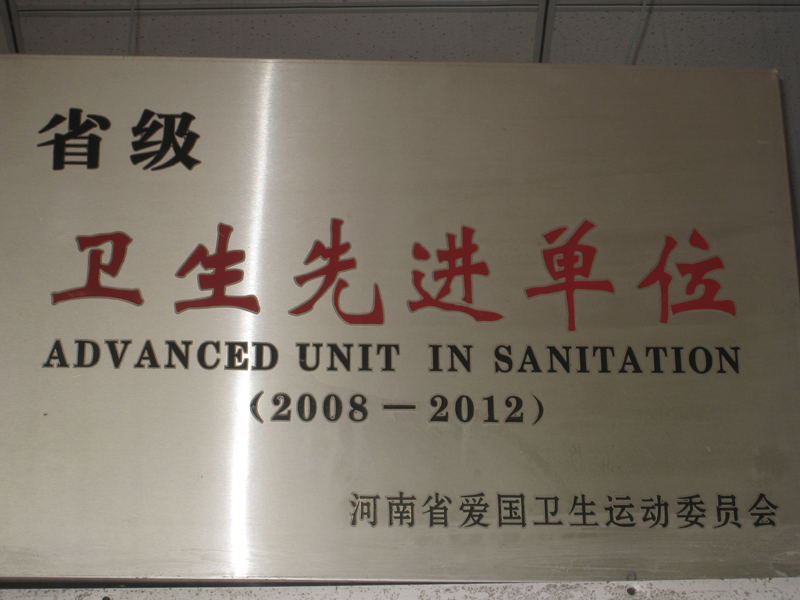 省级
卫生先进单位
ADVANCED UNIT IN SANITATION
(2008－2012)
河南省爱国卫生运动委员会